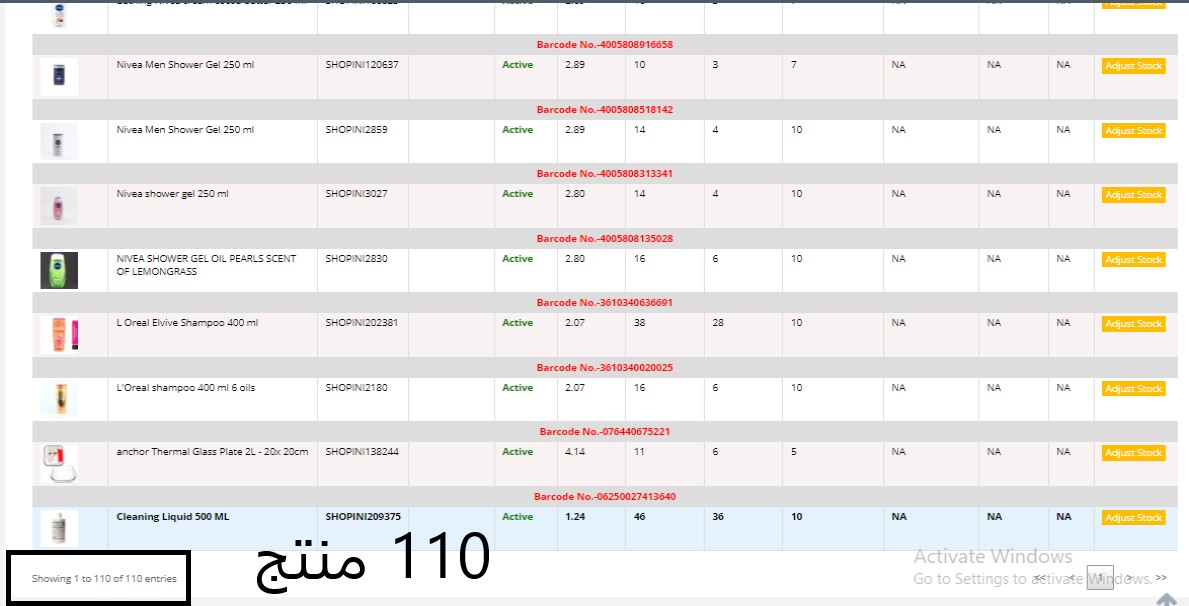 Barcode No.-4005808916658
Nivea Men Shower Gel 250 ml SHOPINI120637 Active 2.89 10 3 7 NA NA NA Adjust Stock
Barcode No.-4005808518142
Nivea Men Shower Gel 250 ml SHOPINI2859 Active 2.89 14 4 10 NA NA NA Adjust Stock
Barcode No.-4005808313341
Nivea shower gel 250 ml SHOPINI3027 Active 2.80 14 4 10 NA NA NA Adjust Stock
Barcode No.-4005808135028
NIVEA SHOWER GEL OIL PEARLS SCENT SHOPINI2830 Active 2.80 16 6 10 NA NA NA Adjust Stock
OF LEMONGRASS
Barcode No.-3610340636691
L Oreal Elvive Shampoo 400 ml SHOPINI202381 Active 2.07 38 28 10 NA NA NA Adjust Stock
Barcode No.-3610340020025
L'Oreal shampoo 400 ml 6 oils SHOPINI2180 Active 2.07 16 6 10 NA NA NA Adjust Stock
Barcode No.-076440675221
anchor Thermal Glass Plate 2L - 20x 20cm SHOPINI138244 Active 4.14 11 6 5 NA NA NA Adjust Stock
Barcode No.-06250027413640
Cleaning Liquid 500 ML SHOPINI209375 Active 1.24 46 36 10 NA NA NA Adjust Stock
110 منتج
Activate Windows
Showing 1 to 110 of 110 entries
Go to Settings to activate Windows.
<< < 1 > >>